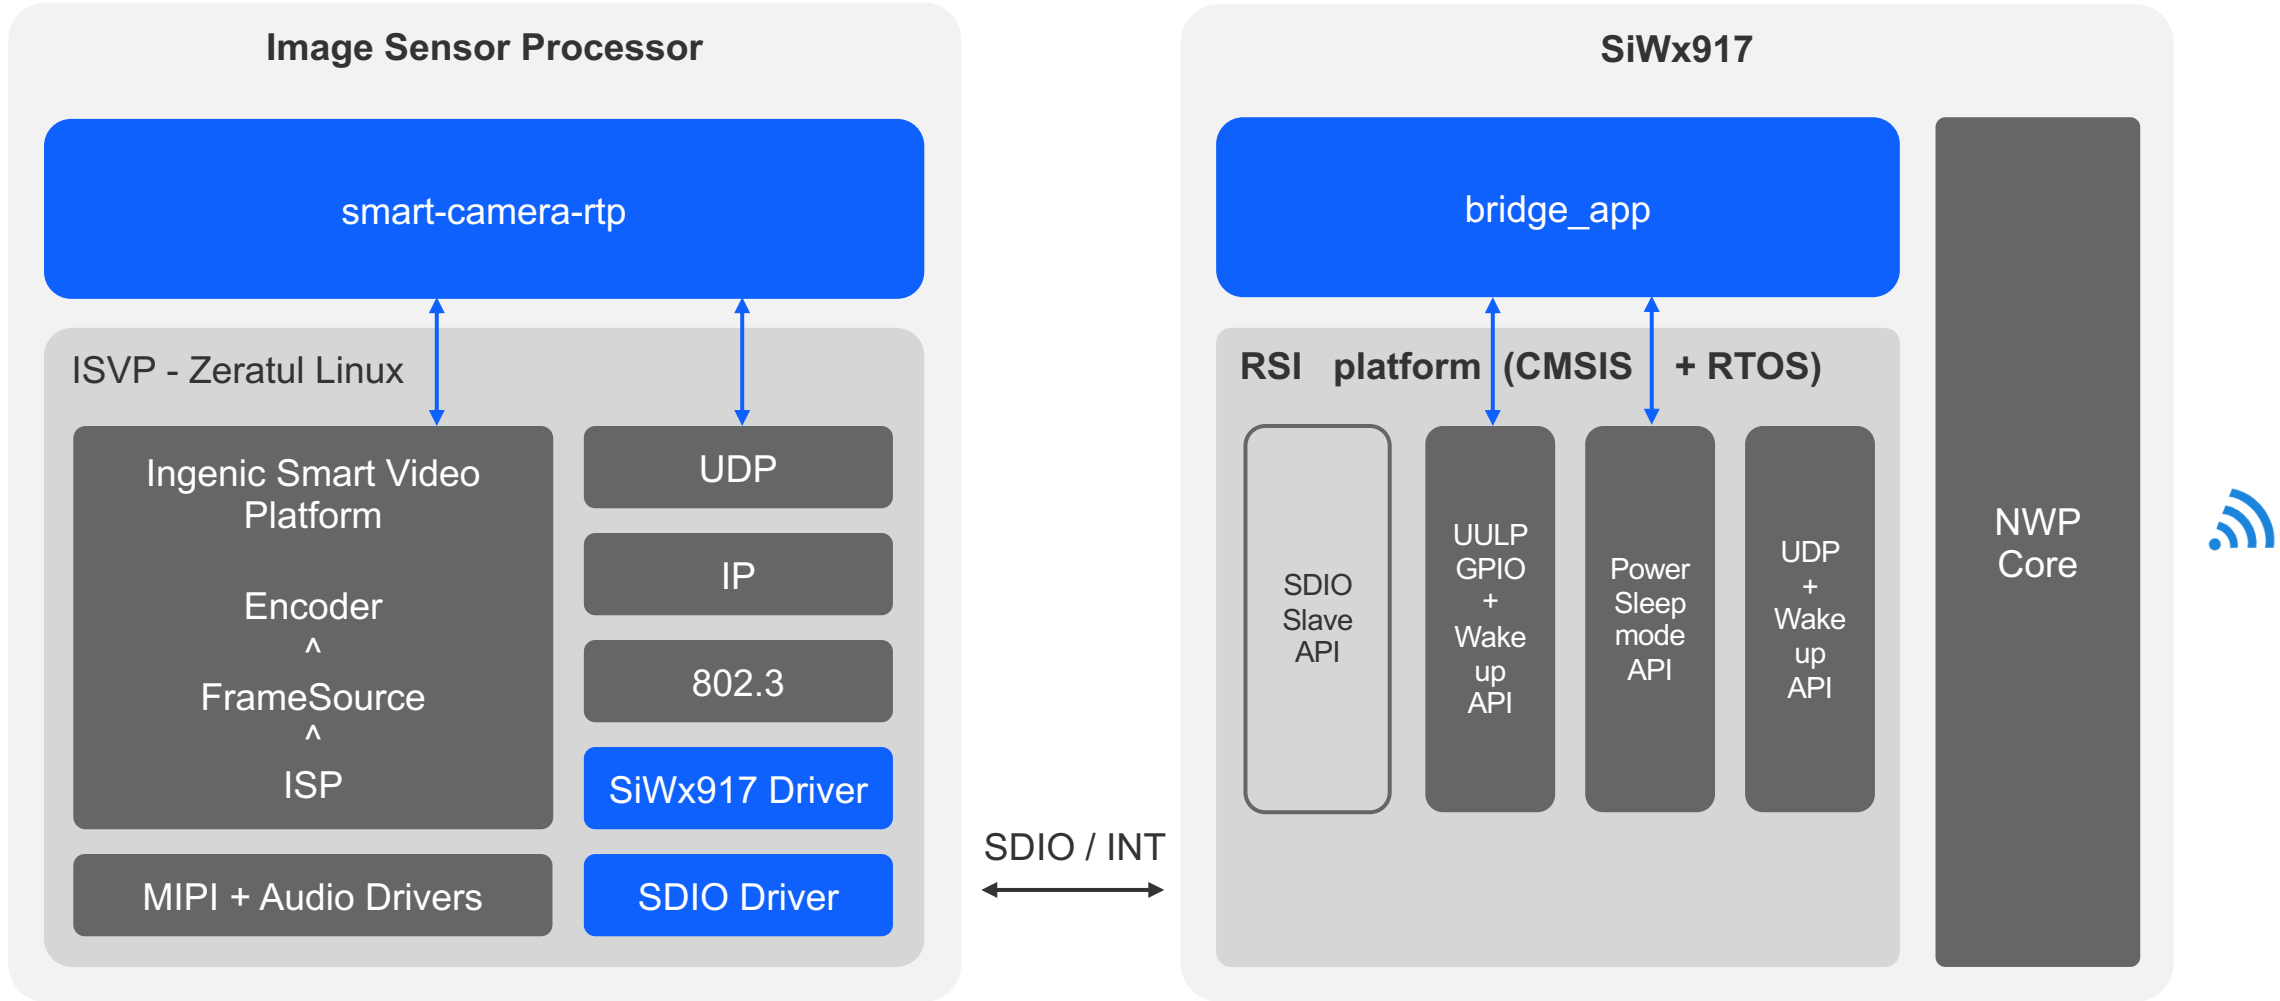 Image Sensor Processor
smart-camera-rtp
ISVP - Zeratul Linux
Ingenic Smart Video
Platform
Encoder
^
FrameSource
^
ISP
MIPI + Audio Drivers
UDP
IP
802.3
SiWx917 Driver
SDIO Driver
SDIO / INT
SiWx917
bridge_app
RSI platform (CMSIS + RTOS)
SDIO
Slave
API
UULP
GPIO
+
Wake
up
API
Power
Sleep
mode
API
UDP
+
Wake
up
API
NWP
Core